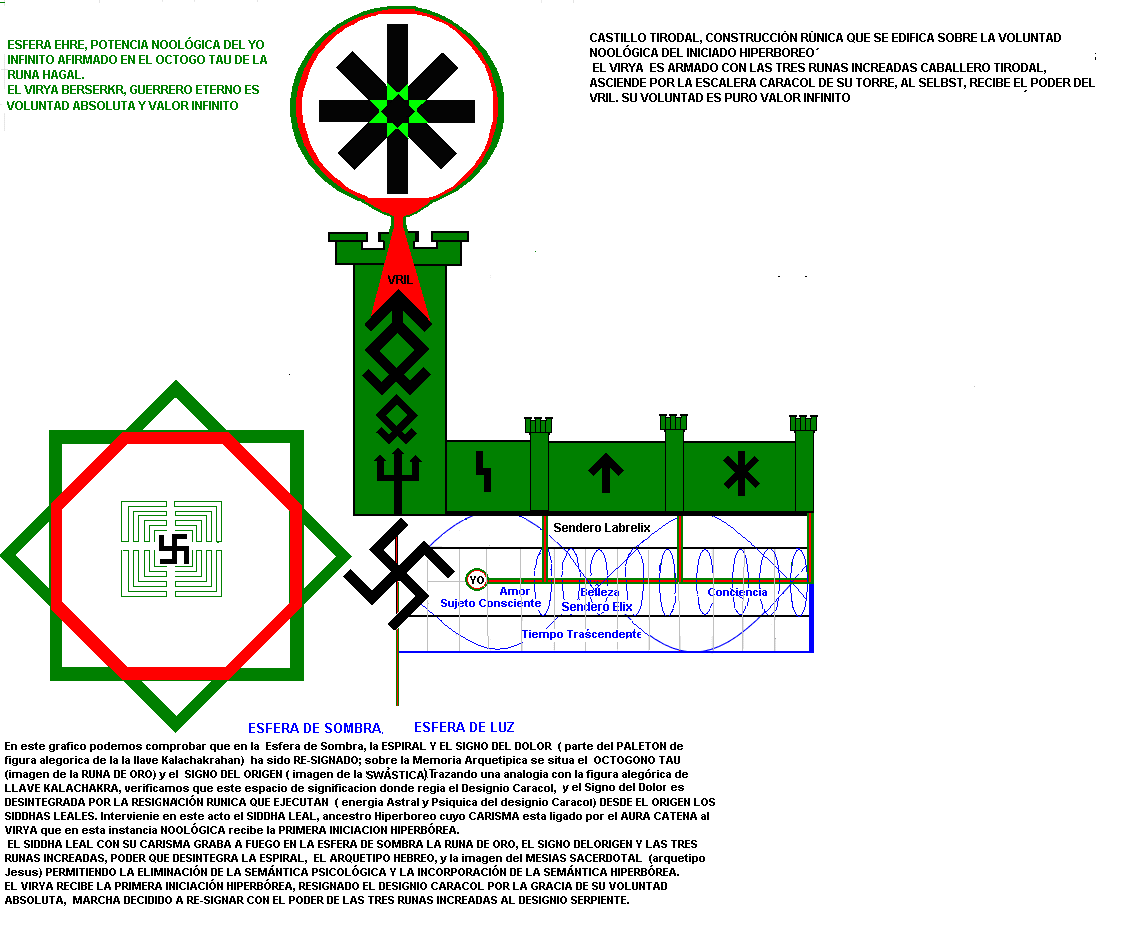 ESFERA EHRE, POTENCIA NOOLÓGICA DEL YO
INFINITO AFIRMADO EN EL OCTOGO TAU DE LA
RUNA HAGAL.
EL VIRYA BERSERKR, GUERRERO ETERNO ES
VOLUNTAD ABSOLUTA Y VALOR INFINITO
CASTILLO TIRODAL, CONSTRUCCIÓN RÚNICA QUE SE EDIFICA SOBRE LA VOLUNTAD
NOOLÓGICA DEL INICIADO HIPERBOREO´
EL VIRYA ES ARMADO CON LAS TRES RUNAS INCREADAS CABALLERO TIRODAL,
ASCIENDE POR LA ESCALERA CARACOL DE SU TORRE, AL SELBST, RECIBE EL PODER DEL
VRIL. SU VOLUNTAD ES PURO VALOR INFINITO
VRIL
Sendero Labrelix
YO
Amor
Belleza
Conciencia
Sujeto Consciente
Sendero Elix
Tiempo Trascendente
ESFERA DE SOMBRA.
ESFERA DE LUZ
En este grafico podemos comprobar que en la Esfera de Sombra, la ESPIRAL Y EL SIGNO DEL DOLOR ( parte del PALETON de
figura alegorica de la la llave Kalachakrahan) ha sido RE-SIGNADO; sobre la Memoria Arquetipica se situa el OCTOGONO TAU
(imagen de la RUNA DE ORO) y el SIGNO DEL ORIGEN ( imagen de la SWÁSTICA) Trazando una analogia con la figura alegórica de
LLAVE KALACHAKRA, verificamos que este espacio de significacion donde regia el Designio Caracol, y el Signo del Dolor es
DESINTEGRADA POR LA RESIGNACIÓN RUNICA QUE EJECUTAN ( energia Astral y Psiquica del designio Caracol) DESDE EL ORIGEN LOS
SIDDHAS LEALES. Intervienie en este acto el SIDDHA LEAL, ancestro Hiperboreo cuyo CARISMA esta ligado por el AURA CATENA al
VIRYA que en esta instancia NOOLÓGICA recibe la PRIMERA INICIACION HIPERBÓREA.
EL SIDDHA LEAL CON SU CARISMA GRABA A FUEGO EN LA ESFERA DE SOMBRA LA RUNA DE ORO, EL SIGNO DELORIGEN Y LAS TRES
RUNAS INCREADAS, PODER QUE DESINTEGRA LA ESPIRAL, EL ARQUETIPO HEBREO, y la imagen del MESIAS SACERDOTAL (arquetipo
Jesus) PERMITIENDO LA ELIMINACIÓN DE LA SEMÁNTICA PSICOLÓGICA Y LA INCORPORACIÓN DE LA SEMÁNTICA HIPERBÓREA.
EL VIRYA RECIBE LA PRIMERA INICIACIÓN HIPERBÓREA, RESIGNADO EL DESIGNIO CARACOL POR LA GRACIA DE SU VOLUNTAD
ABSOLUTA, MARCHA DECIDIDO A RE-SIGNAR CON EL PODER DE LAS TRES RUNAS INCREADAS AL DESIGNIO SERPIENTE.